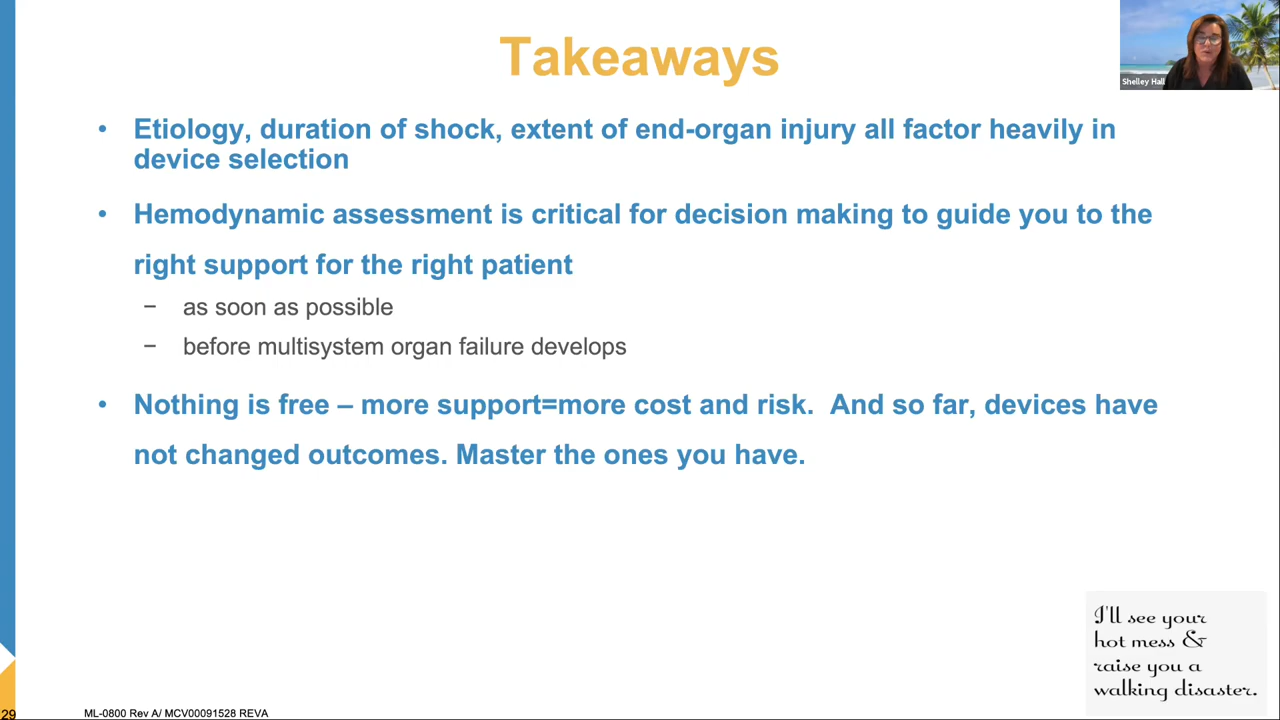 Takeaways
Shelley Hall
• Etiology, duration of shock, extent of end-organ injury all factor heavily in
device selection
• Hemodynamic assessment is critical for decision making to guide you to the
right support for the right patient
− as soon as possible
− before multisystem organ failure develops
• Nothing is free – more support=more cost and risk.  And so far, devices have
not changed outcomes. Master the ones you have.
I'll see your
hot mess &
raise you a
walking disaster.
29
ML-0800 Rev A/ MCV00091528 REVA